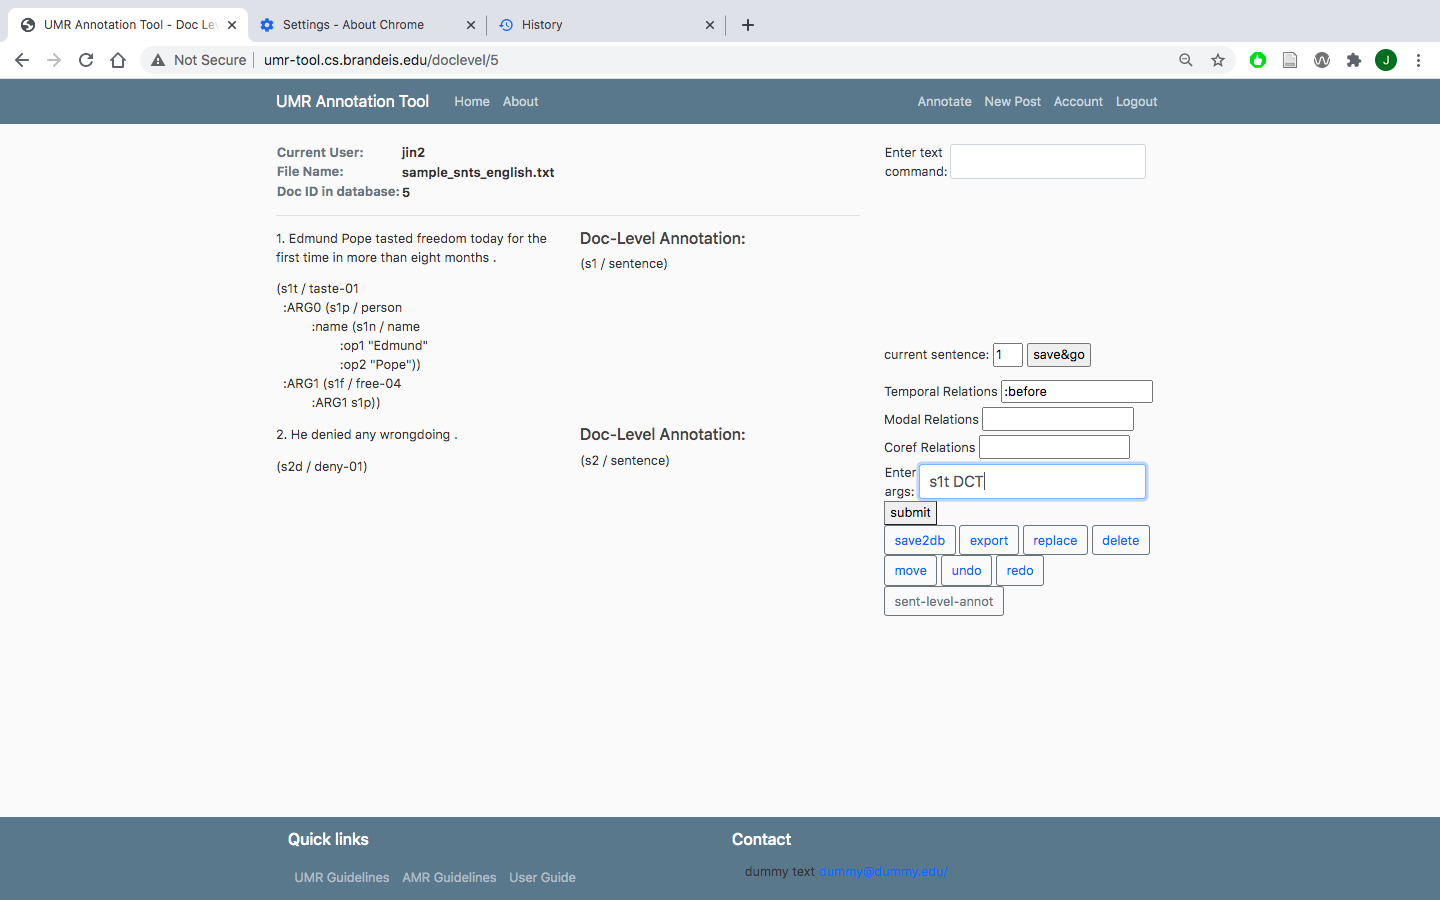 UMR Annotation Tool - Doc Le
Settings - About Chrome
History
Not Secure
umr-tool.cs.brandeis.edu/doclevel/5
J
UMR Annotation Tool
Home
About
Annotate
New Post
Account
Logout
Current User: jin2
File Name: sample_snts_english.txt
Doc ID in database: 5
1. Edmund Pope tasted freedom today for the
first time in more than eight months .
(s1t / taste-01
:ARG0 (s1p / person
:name (s1n / name
:op1 "Edmund"
:op2 "Pope"))
:ARG1 (s1f / free-04
:ARG1 s1p))
Doc-Level Annotation:
(s1 / sentence)
2. He denied any wrongdoing .
(s2d / deny-01)
Doc-Level Annotation:
(s2 / sentence)
Enter text
command:
current sentence: 1 save&go
Temporal Relations :before
Modal Relations
Coref Relations
Enter
args: s1t DCT
submit
save2db export replace delete
move undo redo
sent-level-annot
Quick links
UMR Guidelines AMR Guidelines User Guide
Contact
dummy text dummy@dummy.edu/